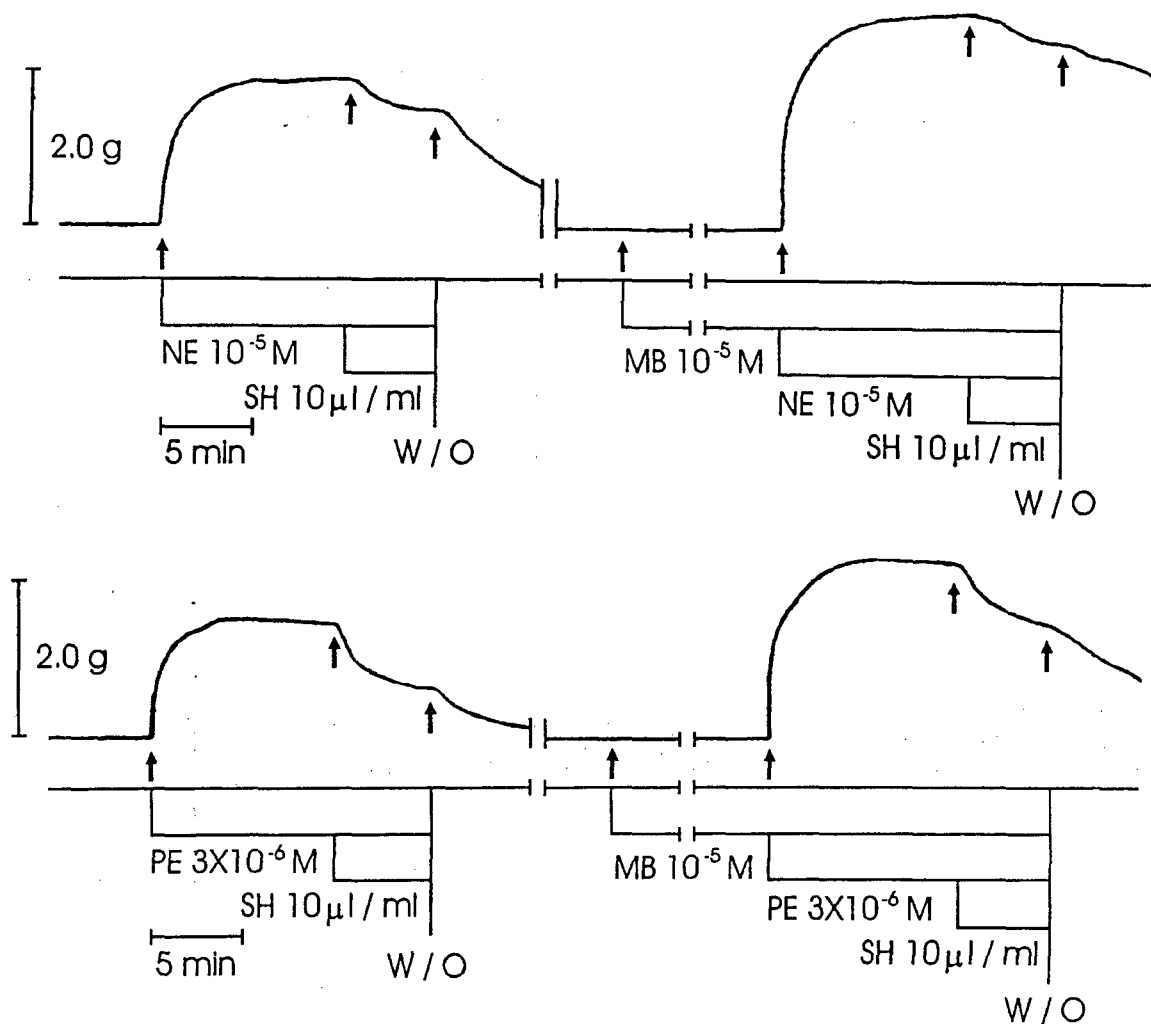 2.0 g
NE 10⁻⁵ M
SH 10 µl / ml
5 min
W / O
MB 10⁻⁵ M
NE 10⁻⁵ M
SH 10 µl / ml
W / O
2.0 g
PE 3X10⁻⁶ M
SH 10 µl / ml
5 min
W / O
MB 10⁻⁵ M
PE 3X10⁻⁶ M
SH 10 µl / ml
W / O